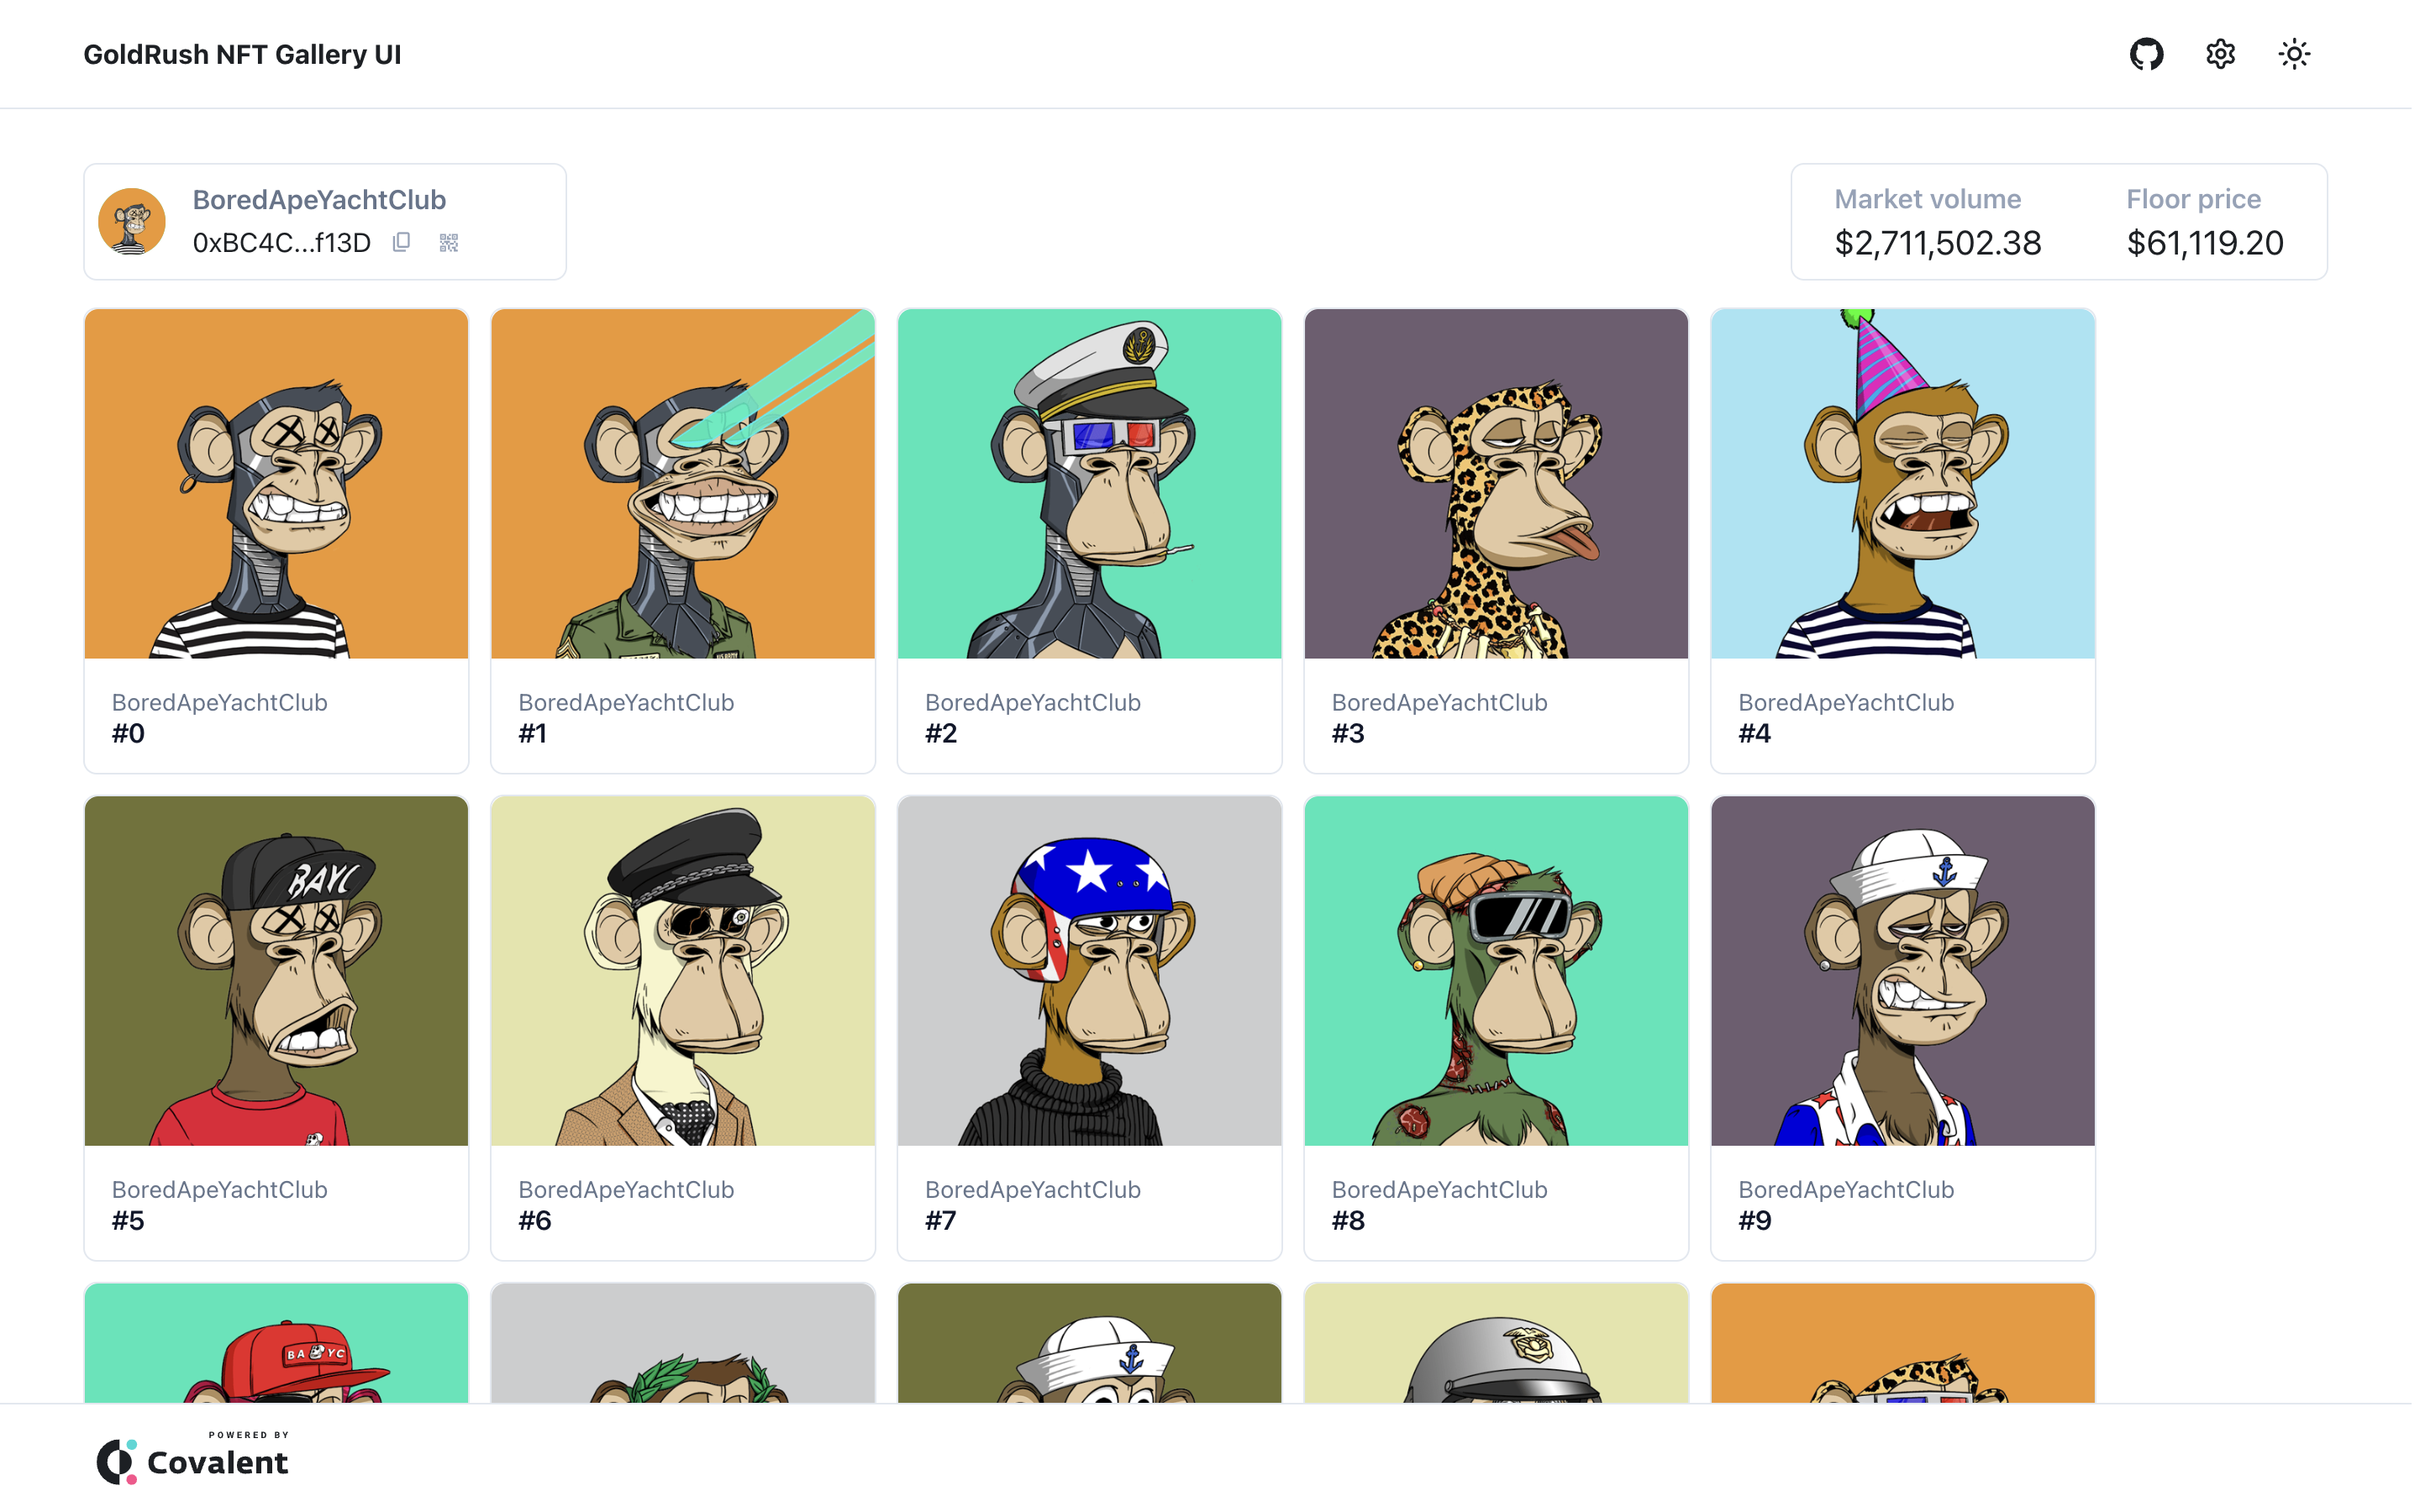 GoldRush NFT Gallery UI
BoredApeYachtClub
0xBC4C...f13D
Market volume
Floor price
$2,711,502.38
$61,119.20
BoredApeYachtClub
#0
BoredApeYachtClub
#1
BoredApeYachtClub
#2
BoredApeYachtClub
#3
BoredApeYachtClub
#4
BAYC
BoredApeYachtClub
#5
BoredApeYachtClub
#6
BoredApeYachtClub
#7
BoredApeYachtClub
#8
BoredApeYachtClub
#9
BA YC
POWERED BY
Covalent